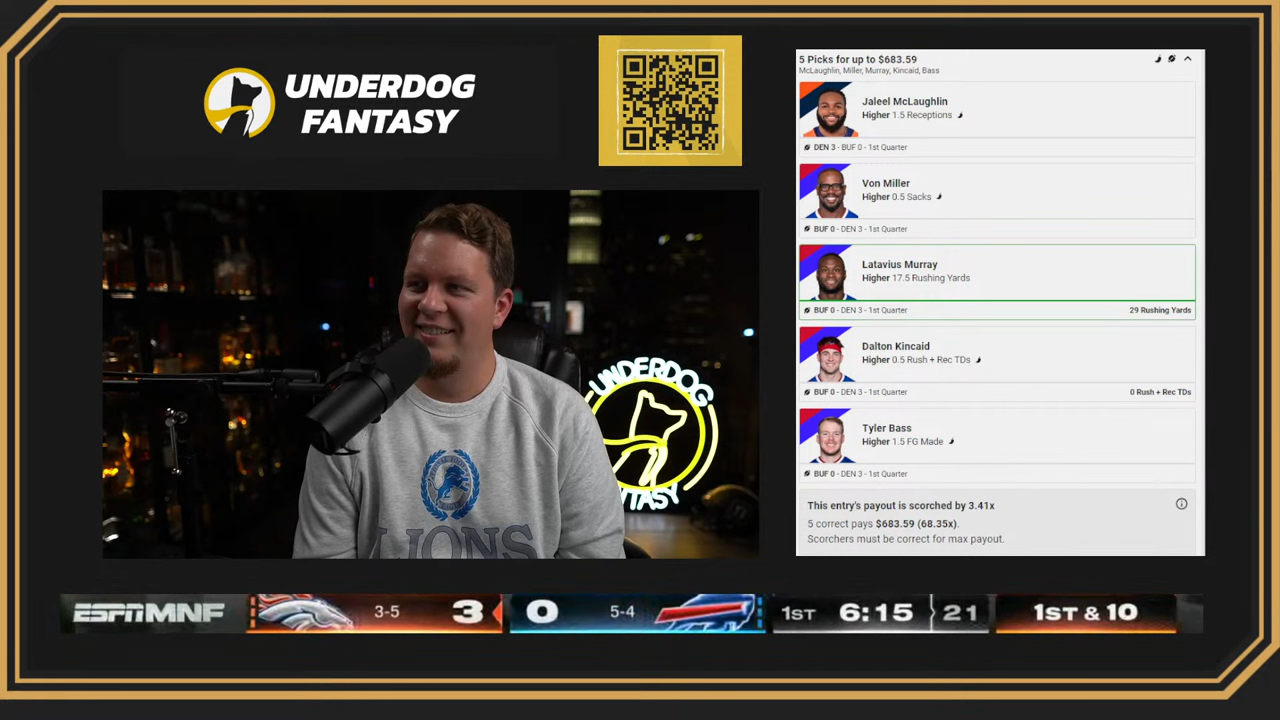 UNDERDOG
FANTASY
5 Picks for up to $683.59
McLaughlin, Miller, Murray, Kincaid, Bass
Jaleel McLaughlin
Higher 1.5 Receptions
DEN 3 - BUF 0 - 1st Quarter
Von Miller
Higher 0.5 Sacks
BUF 0 - DEN 3 - 1st Quarter
Latavius Murray
Higher 17.5 Rushing Yards
BUF 0 - DEN 3 - 1st Quarter 29 Rushing Yards
Dalton Kincaid
Higher 0.5 Rush + Rec TDs
BUF 0 - DEN 3 - 1st Quarter 0 Rush + Rec TDs
Tyler Bass
Higher 1.5 FG Made
BUF 0 - DEN 3 - 1st Quarter
This entry's payout is scorched by 3.41x
5 correct pays $683.59 (68.35x).
Scorchers must be correct for max payout.
UNDERDOG
FANTASY
LIONS
ESPN MNF 3-5 3 0 5-4 1ST 6:15 21 1ST & 10